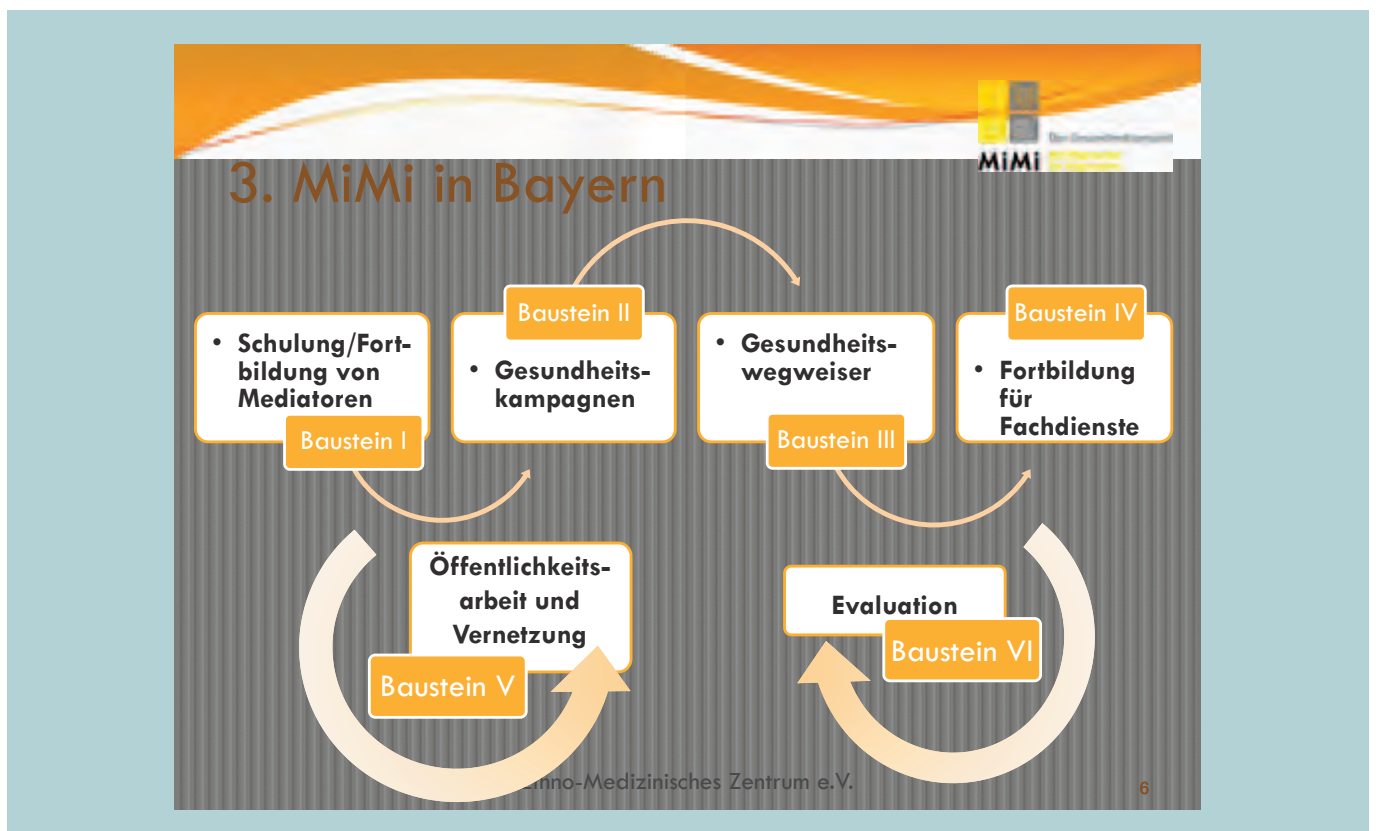 MiMi
3. MiMi in Bayern
• Schulung/Fort-
bildung von
Mediatoren
Baustein I
Baustein II
• Gesundheits-
kampagnen
• Gesundheits-
wegweiser
Baustein III
Baustein IV
• Fortbildung
für
Fachdienste
Öffentlichkeits-
arbeit und
Vernetzung
Baustein V
Evaluation
Baustein VI
Medizinisches Zentrum e.V.
6